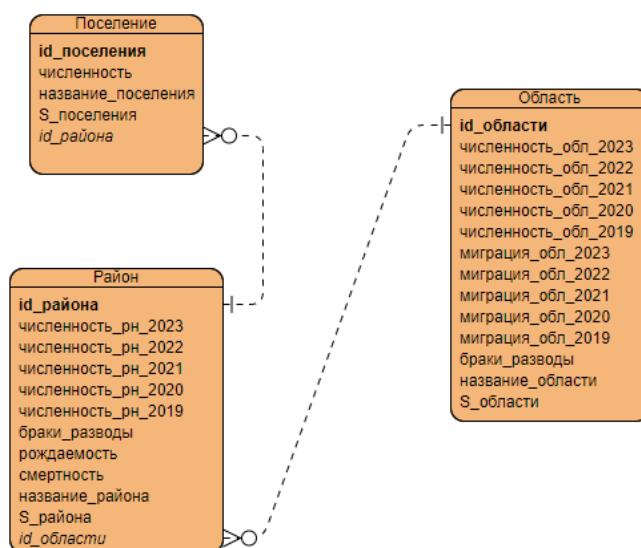 Поселение
id_поселения
численность
название_поселения
S_поселения
id_района
Область
id_области
численность_обл_2023
численность_обл_2022
численность_обл_2021
численность_обл_2020
численность_обл_2019
миграция_обл_2023
миграция_обл_2022
миграция_обл_2021
миграция_обл_2020
миграция_обл_2019
браки_разводы
название_области
S_области
Район
id_района
численность_рн_2023
численность_рн_2022
численность_рн_2021
численность_рн_2020
численность_рн_2019
браки_разводы
рождаемость
смертность
название_района
S_района
id_области